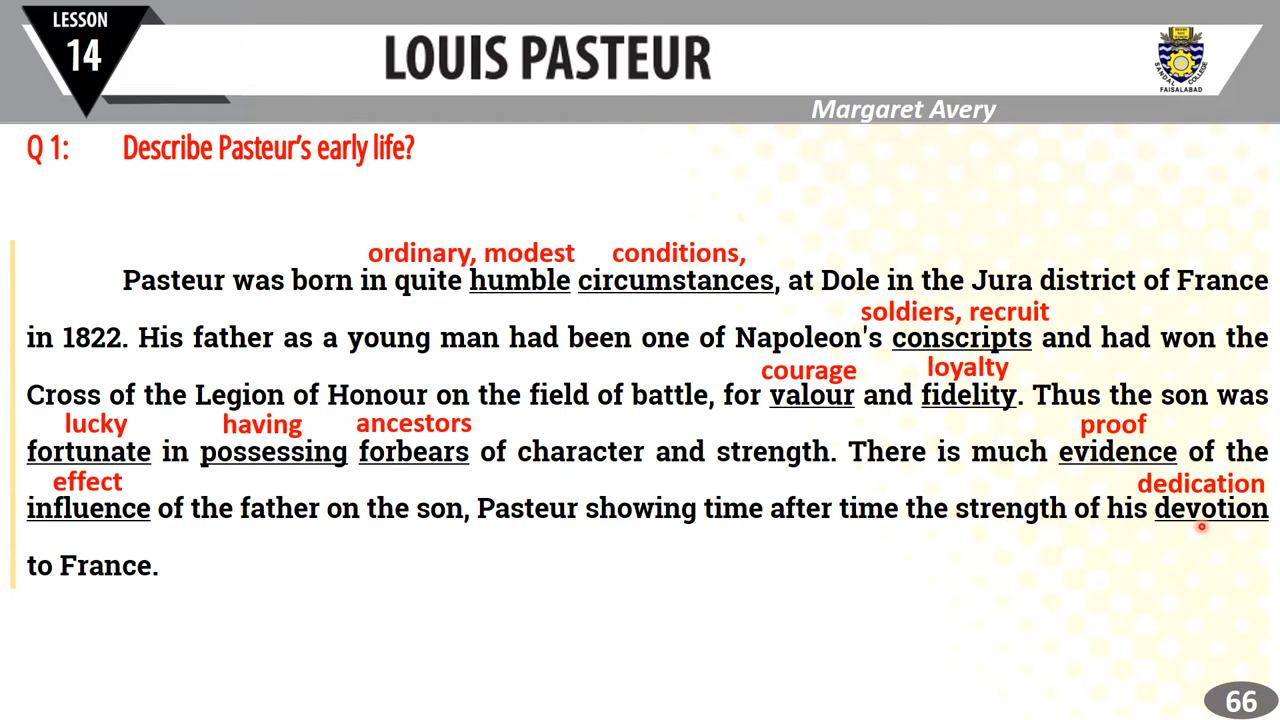 LESSON
14
LOUIS PASTEUR
SANDAL COLLEGE
FAISALABAD
Margaret Avery
Q 1: Describe Pasteur's early life?
ordinary, modest conditions,
Pasteur was born in quite humble circumstances, at Dole in the Jura district of France
soldiers, recruit
in 1822. His father as a young man had been one of Napoleon's conscripts and had won the
courage loyalty
Cross of the Legion of Honour on the field of battle, for valour and fidelity. Thus the son was
lucky having ancestors proof
fortunate in possessing forbears of character and strength. There is much evidence of the
effect dedication
influence of the father on the son, Pasteur showing time after time the strength of his devotion
to France.
66